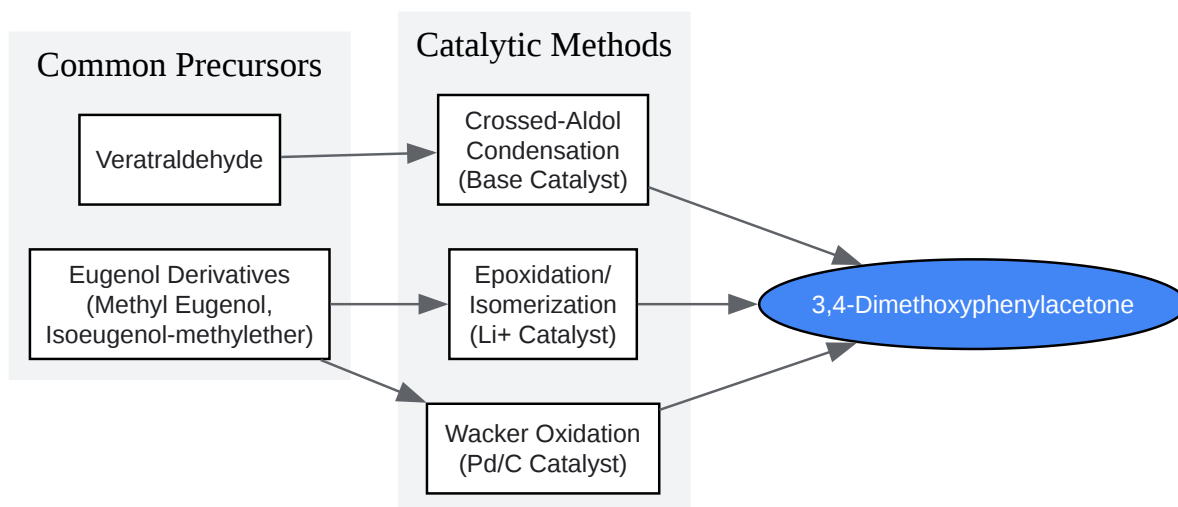 Common Precursors
Catalytic Methods
Veratraldehyde
Crossed-Aldol
Condensation
(Base Catalyst)
Eugenol Derivatives
(Methyl Eugenol,
Isoeugenol-methylether)
Epoxidation/
Isomerization
(Li+ Catalyst)
3,4-Dimethoxyphenylacetone
Wacker Oxidation
(Pd/C Catalyst)